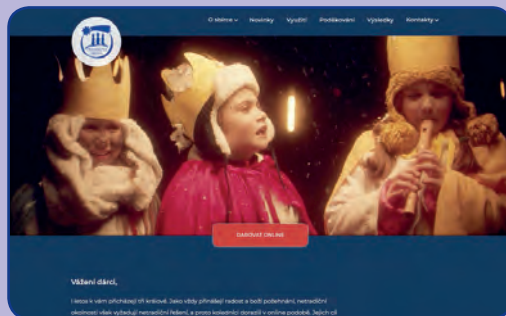 O sbírce Novinky Využití Poděkování Výsledky Kontakty
DAROVAT ONLINE
Vážení dárci,
i letos k vám přicházejí tři králové. Jako vždy přinášejí radost a boží požehnání, netradiční
okolnosti však vyžadují netradiční řešení, a proto koledníci dorazili v online podobě. Jejich cíl